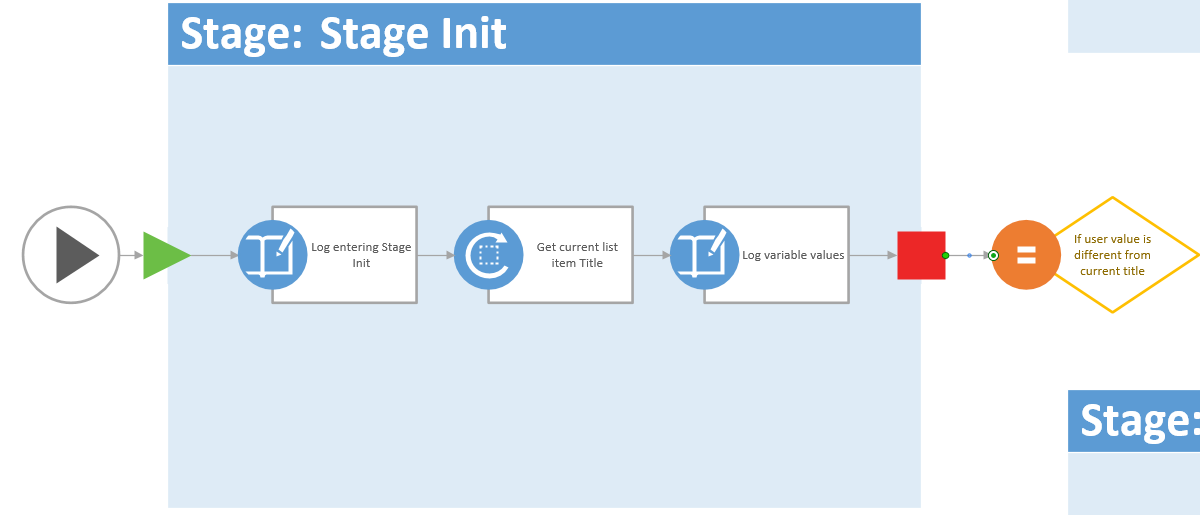 Stage: Stage Init
Log entering Stage
Init
Get current list
item Title
Log variable values
If user value is
different from
current title
Stage: